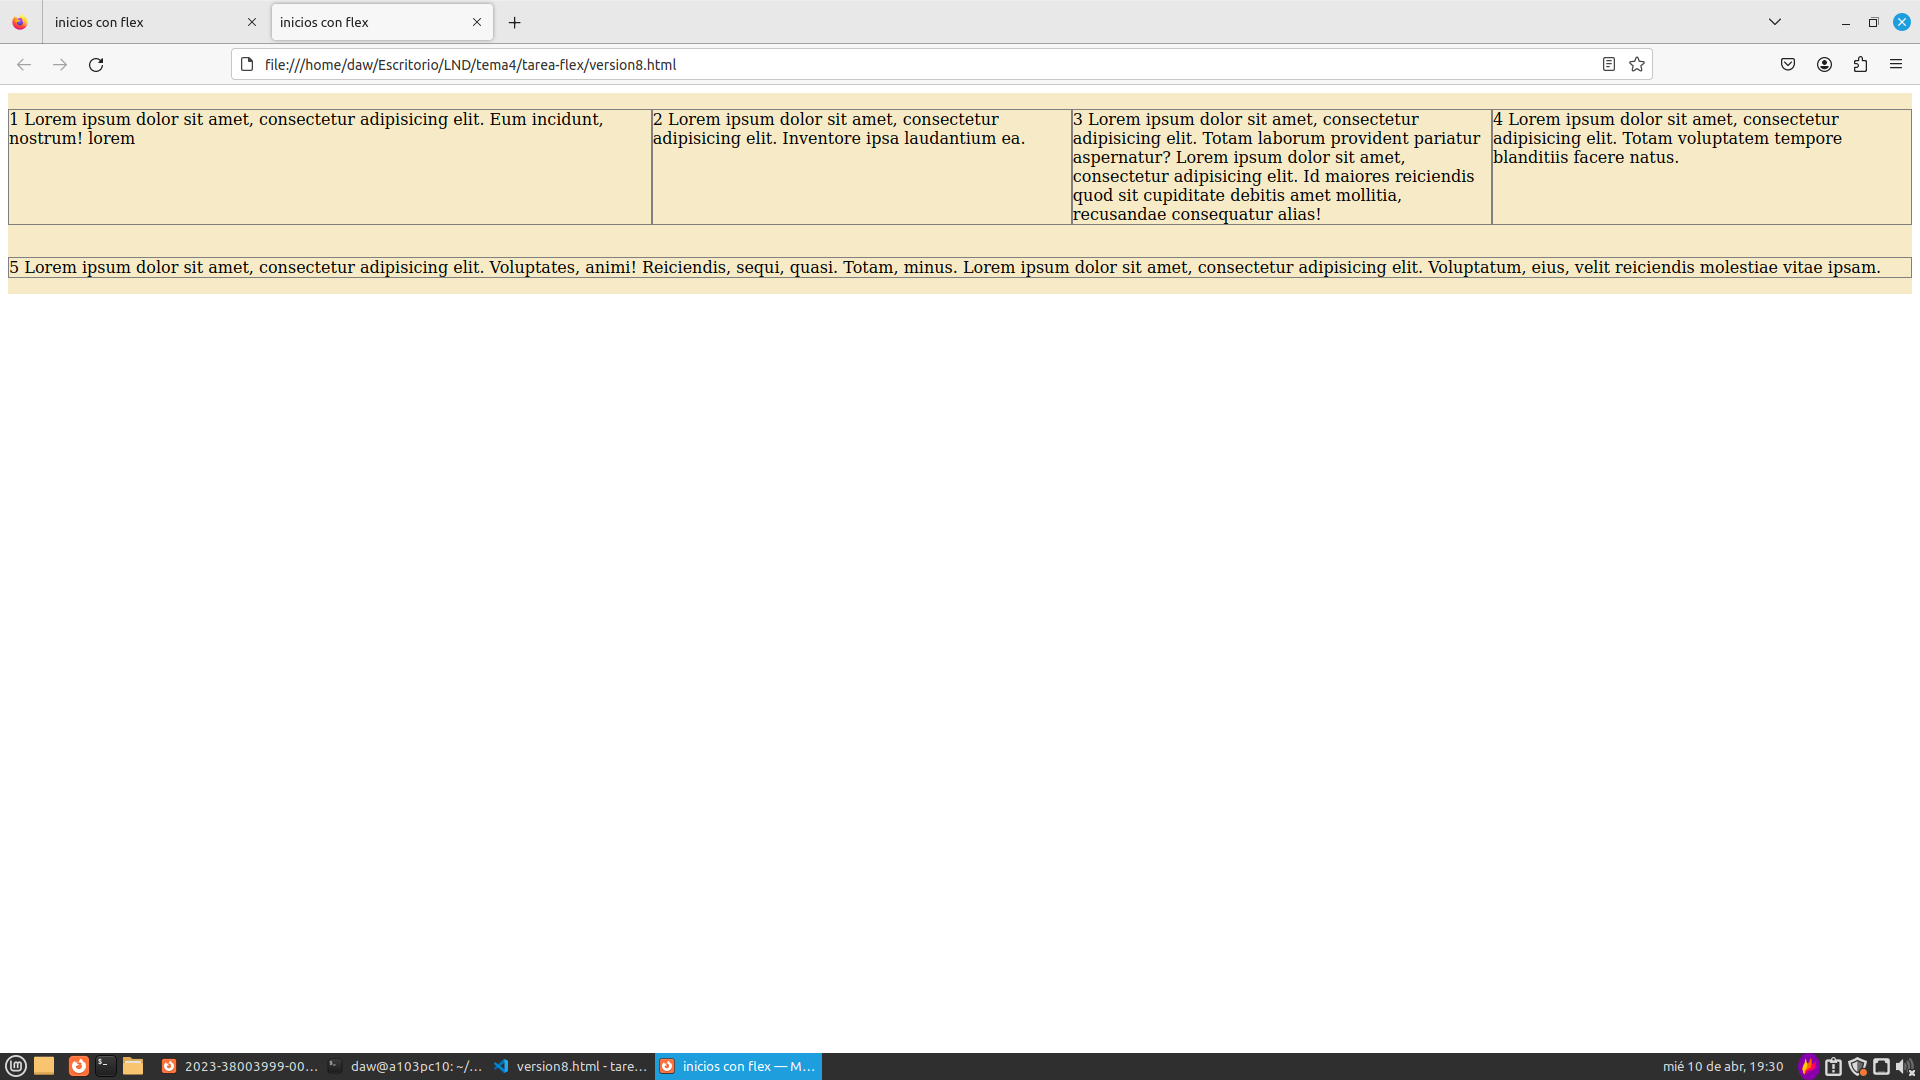 inicios con flex
inicios con flex
file:///home/daw/Escritorio/LND/tema4/tarea-flex/version8.html
1 Lorem ipsum dolor sit amet, consectetur adipisicing elit. Eum incidunt,
nostrum! lorem
2 Lorem ipsum dolor sit amet, consectetur
adipisicing elit. Inventore ipsa laudantium ea.
3 Lorem ipsum dolor sit amet, consectetur
adipisicing elit. Totam laborum provident pariatur
aspernatur? Lorem ipsum dolor sit amet,
consectetur adipisicing elit. Id maiores reiciendis
quod sit cupiditate debitis amet mollitia,
recusandae consequatur alias!
4 Lorem ipsum dolor sit amet, consectetur
adipisicing elit. Totam voluptatem tempore
blanditiis facere natus.
5 Lorem ipsum dolor sit amet, consectetur adipisicing elit. Voluptates, animi! Reiciendis, sequi, quasi. Totam, minus. Lorem ipsum dolor sit amet, consectetur adipisicing elit. Voluptatum, eius, velit reiciendis molestiae vitae ipsam.
2023-38003999-00...
daw@a103pc10: ~/...
version8.html - tare...
inicios con flex — M...
mié 10 de abr, 19:30